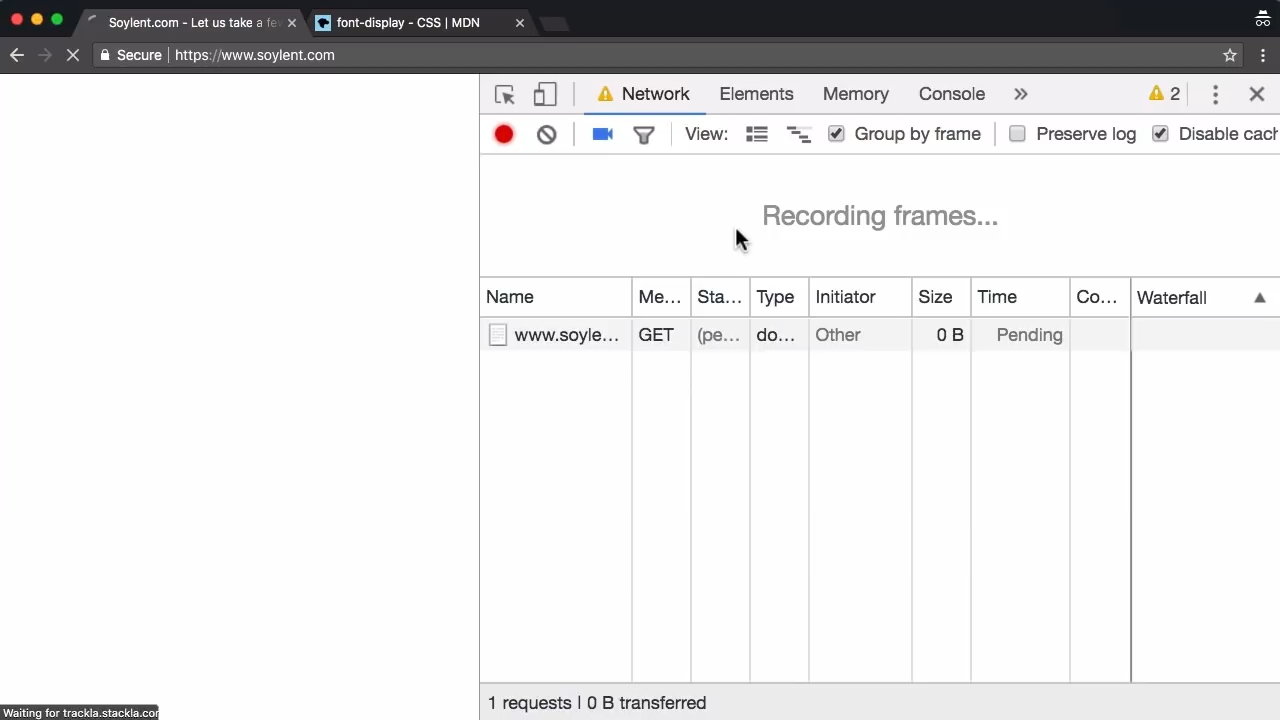 Soylent.com - Let us take a fe
font-display - CSS | MDN
Secure
https://www.soylent.com
Network
Elements
Memory
Console
2
View:
Group by frame
Preserve log
Disable cach
Recording frames...
Name
Me...
Sta...
Type
Initiator
Size
Time
Co...
Waterfall
www.soyle...
GET
(pe...
do...
Other
0 B
Pending
1 requests | 0 B transferred
Waiting for trackla.stackla.cor